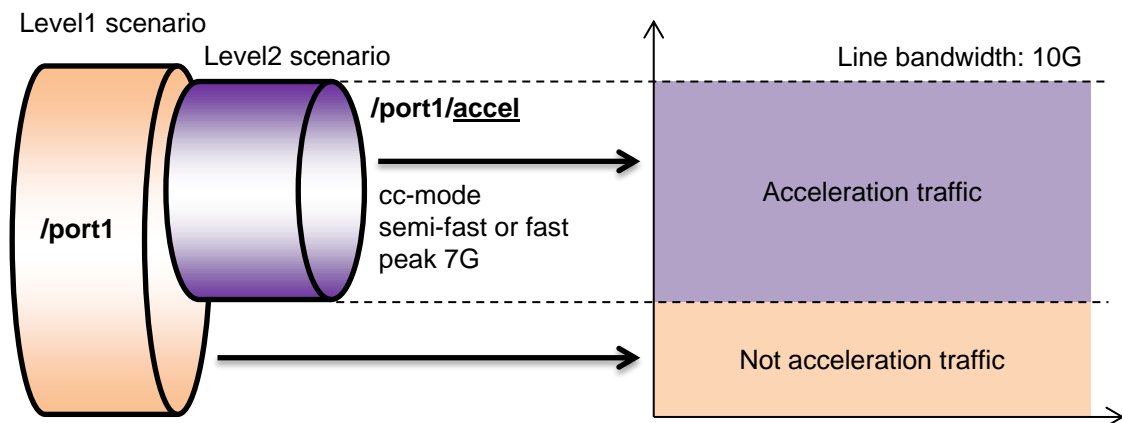 Level1 scenario
Level2 scenario
Line bandwidth: 10G
/port1/accel
/port1
cc-mode
semi-fast or fast
peak 7G
Acceleration traffic
Not acceleration traffic